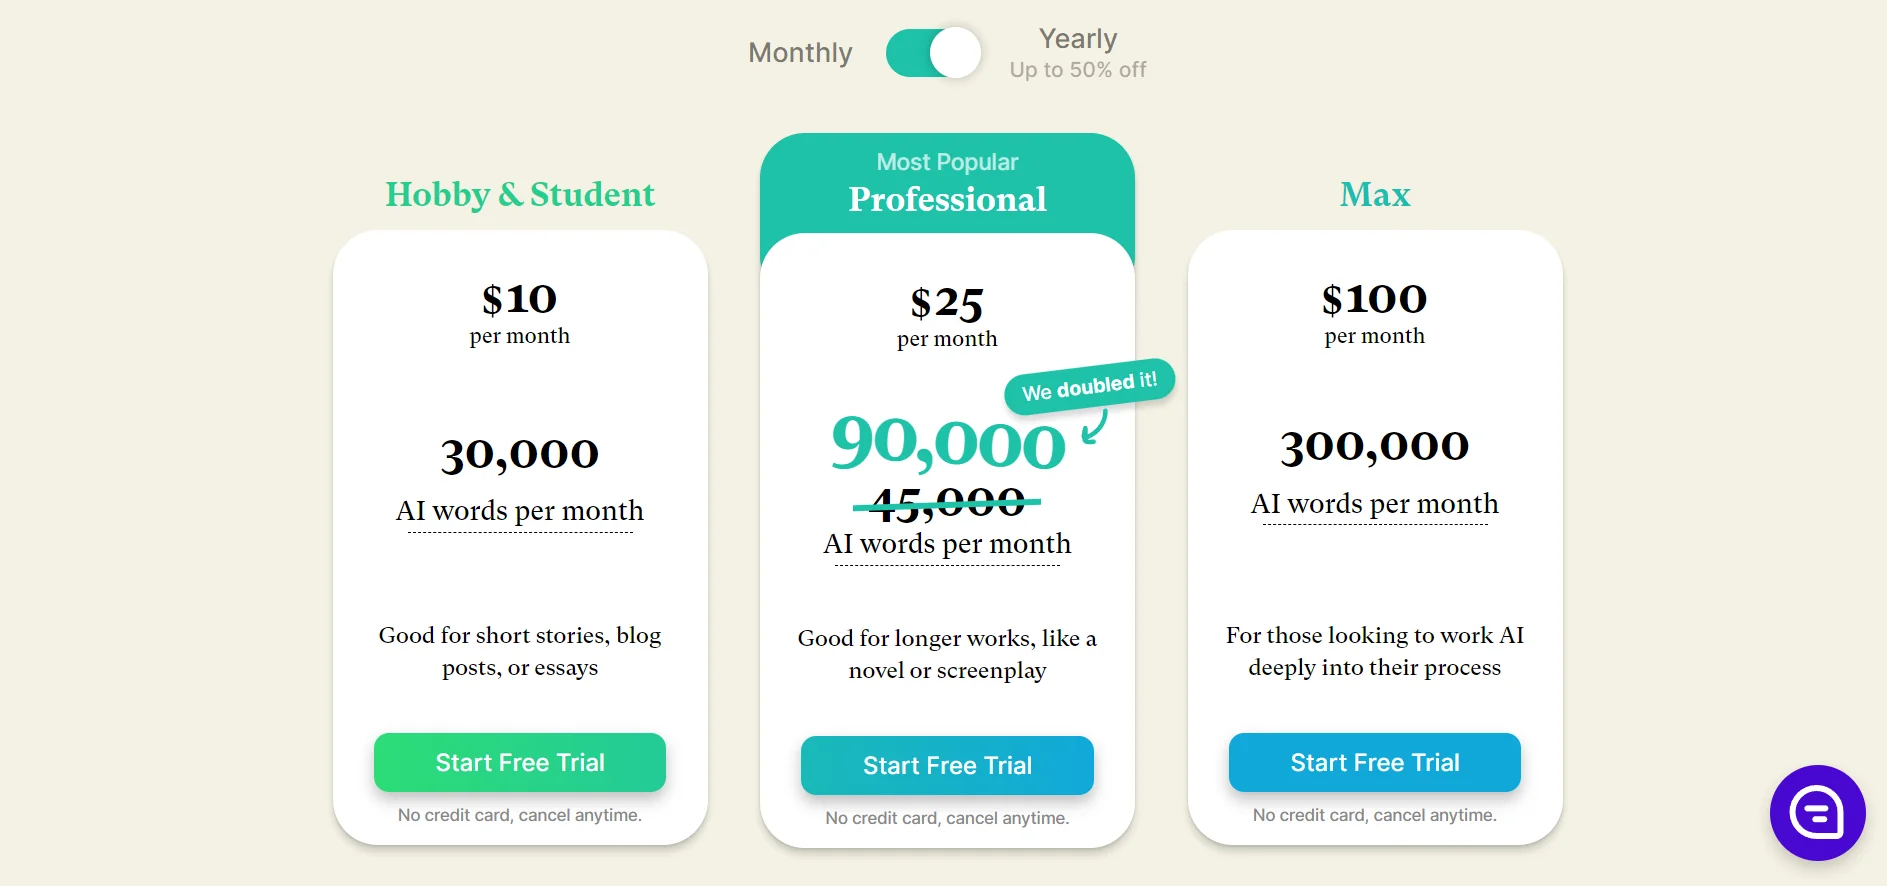 Monthly
Yearly
Up to 50% off
Hobby & Student
$10
per month
30,000
AI words per month
Good for short stories, blog
posts, or essays
Start Free Trial
No credit card, cancel anytime.
Most Popular
Professional
$25
per month
We doubled it!
90,000
45,000
AI words per month
Good for longer works, like a
novel or screenplay
Start Free Trial
No credit card, cancel anytime.
Max
$100
per month
300,000
AI words per month
For those looking to work AI
deeply into their process
Start Free Trial
No credit card, cancel anytime.